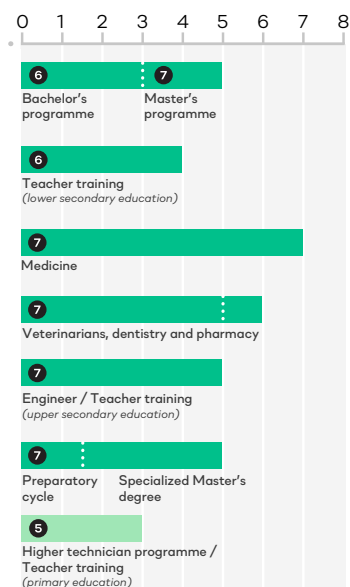 0 1 2 3 4 5 6 7 8
6 7
Bachelor's Master's
programme programme
6
Teacher training
(lower secondary education)
7
Medicine
7
Veterinarians, dentistry and pharmacy
7
Engineer / Teacher training
(upper secondary education)
7
Preparatory Specialized Master's
cycle degree
5
Higher technician programme /
Teacher training
(primary education)